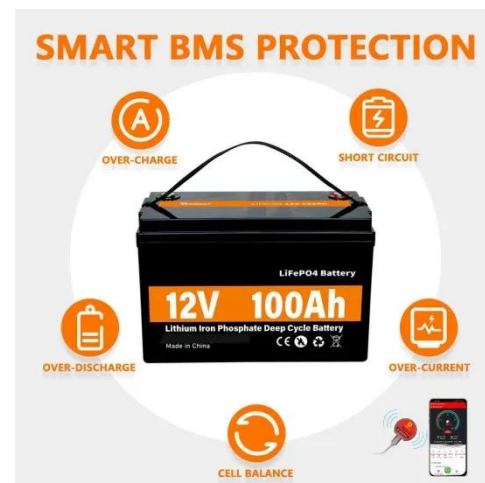 SMART BMS PROTECTION
OVER-CHARGE
SHORT CIRCUIT
LiFePO4 Battery
12V 100Ah
Lithium Iron Phosphate Deep Cycle Battery
Made in China
CE
OVER-DISCHARGE
OVER-CURRENT
CELL BALANCE